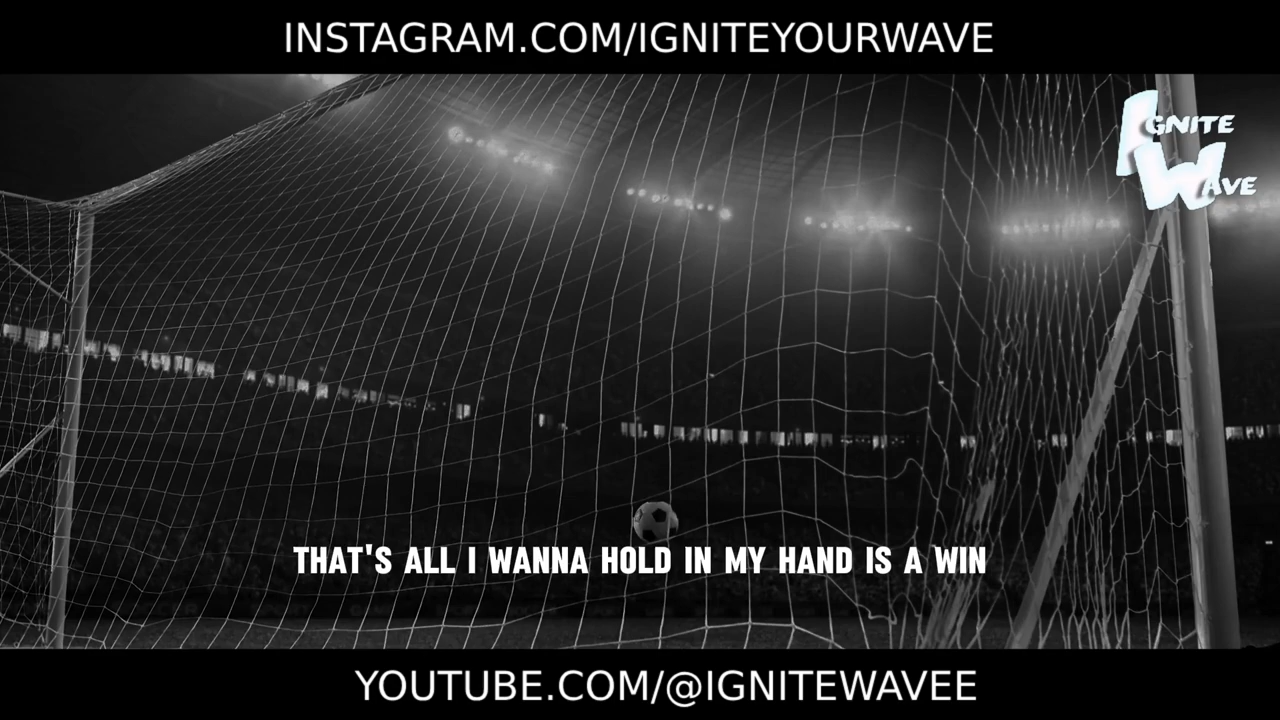 INSTAGRAM.COM/IGNITEYOURWAVE
IGNITE
WAVE
THAT'S ALL I WANNA HOLD IN MY HAND IS A WIN
YOUTUBE.COM/@IGNITEWAVEE